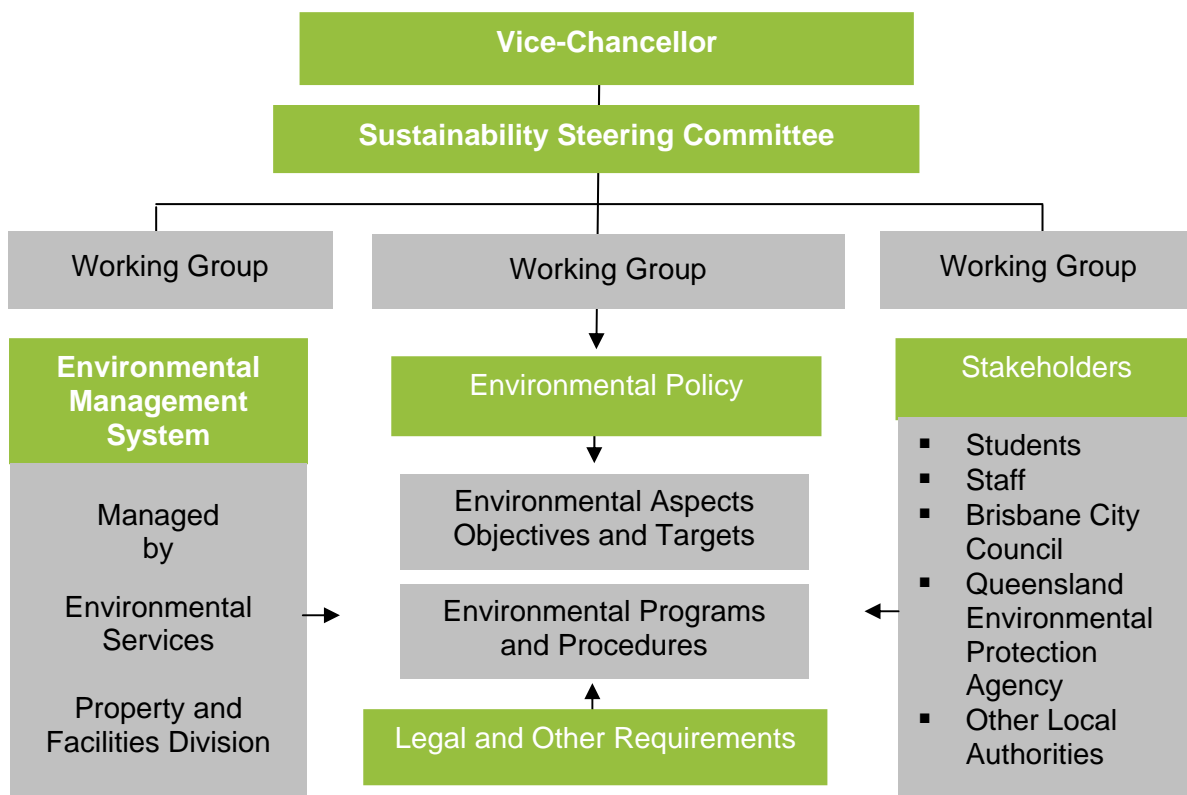 Vice-Chancellor
Sustainability Steering Committee
Working Group
Working Group
Working Group
Environmental
Management
System
Managed
by
Environmental
Services
Property and
Facilities Division
Environmental Policy
Environmental Aspects
Objectives and Targets
Environmental Programs
and Procedures
Legal and Other Requirements
Stakeholders
▪ Students
▪ Staff
▪ Brisbane City
Council
▪ Queensland
Environmental
Protection
Agency
▪ Other Local
Authorities